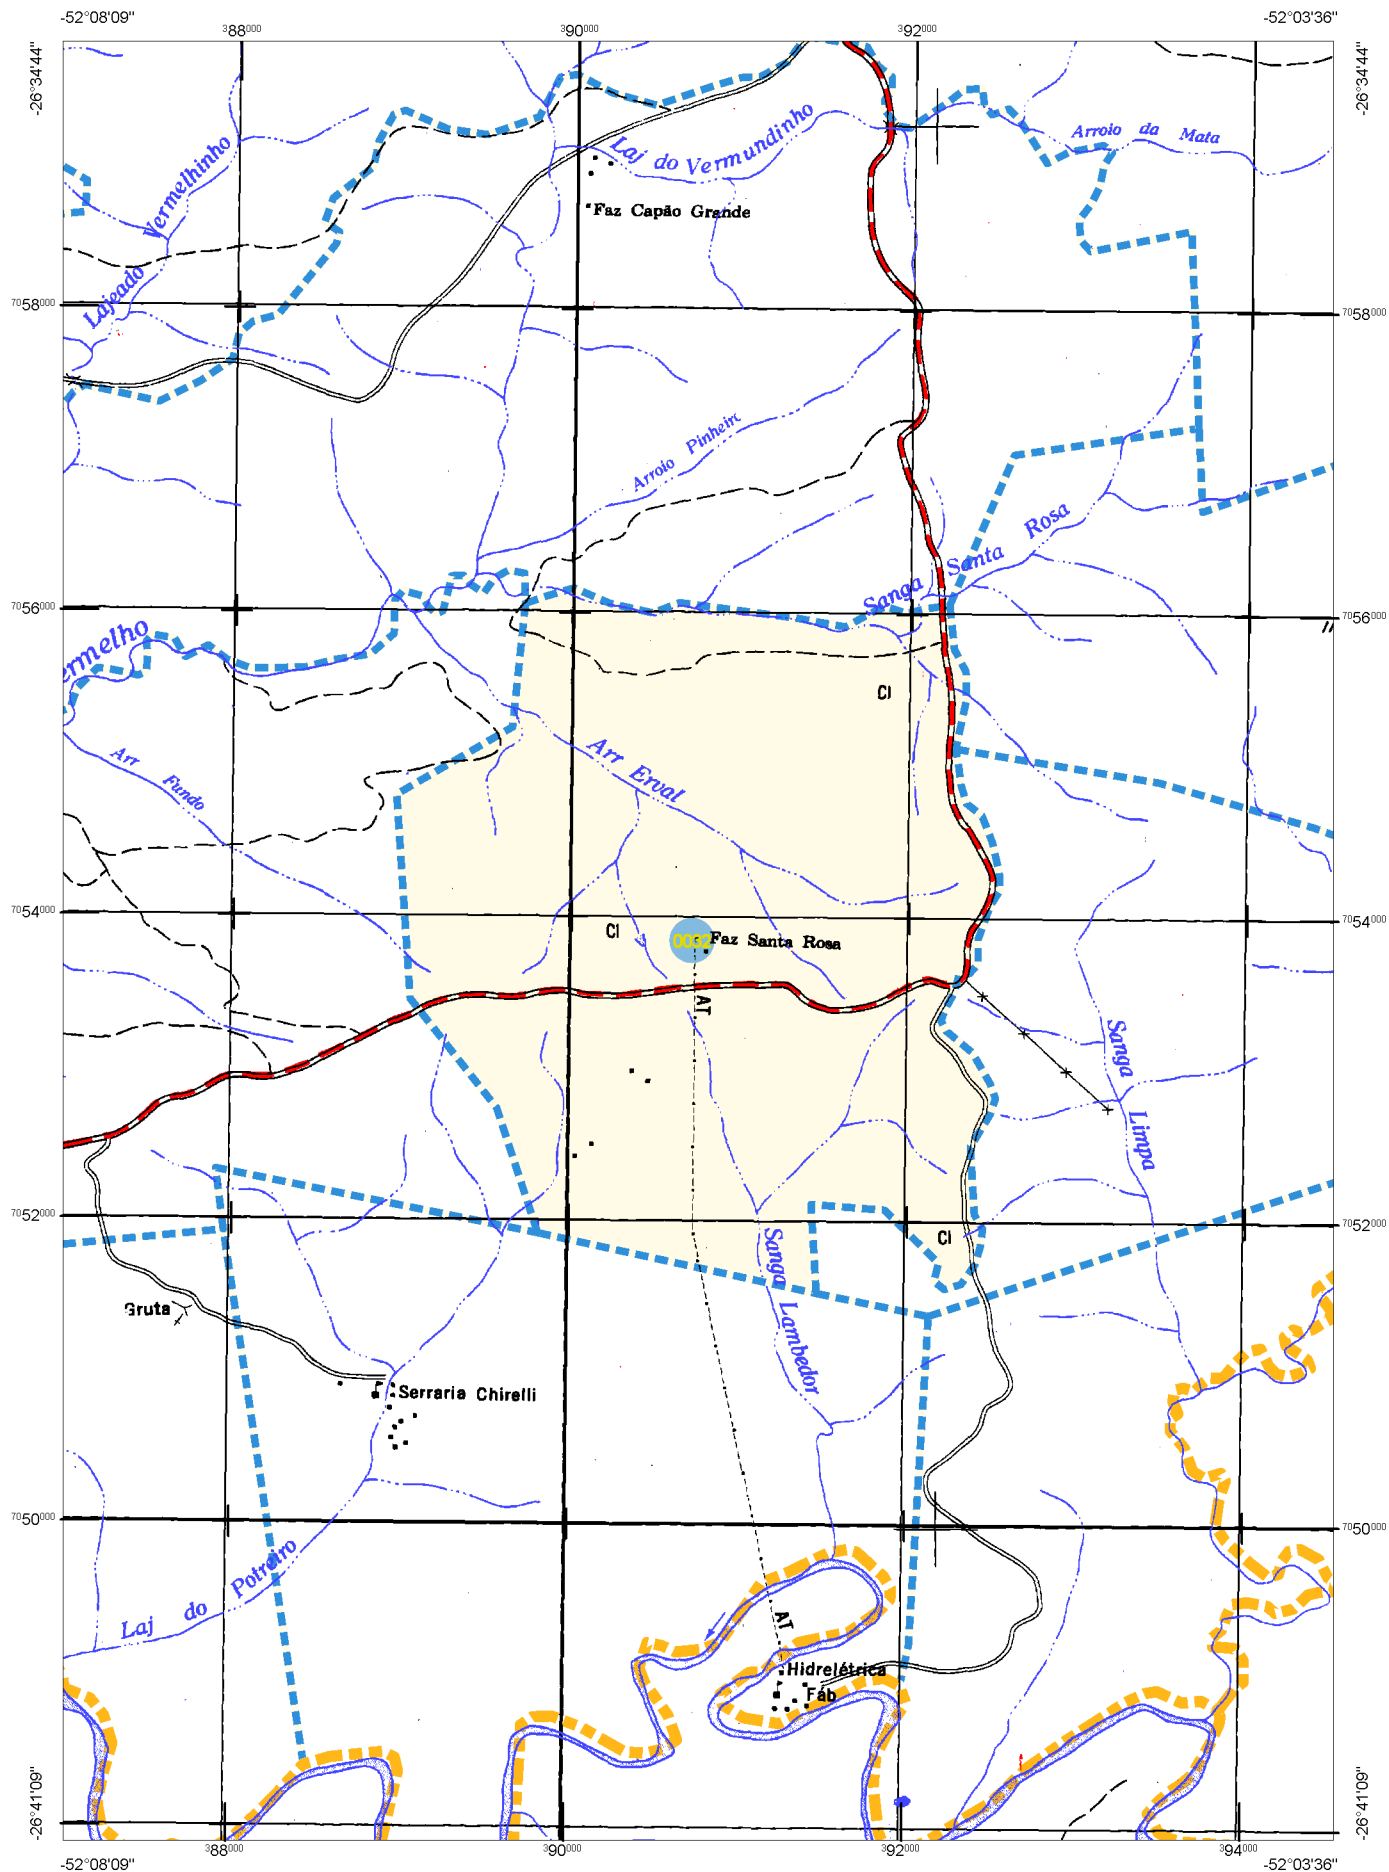 -52°08'09"
-52°03'36"
388000
390000
392000
-26°34'44"
-26°34'44"
Arroio da Mata
Laj do Vermundinho
Lajeado Vermelhinho
Faz Capão Grande
7058000
7058000
Arroio Pinheirc
Sanga Santa Rosa
7056000
7056000
ermelho
CI
Arr Erval
Arr Fundo
7054000
7054000
CI
0032
Faz Santa Rosa
AT
Sanga Limpa
7052000
7052000
CI
Sanga Lambedor
Gruta
Serraria Chirelli
7050000
7050000
Laj do Potreiro
AT
Hidrelétrica
Fáb
-26°41'09"
-26°41'09"
388000
390000
392000
394000
-52°08'09"
-52°03'36"